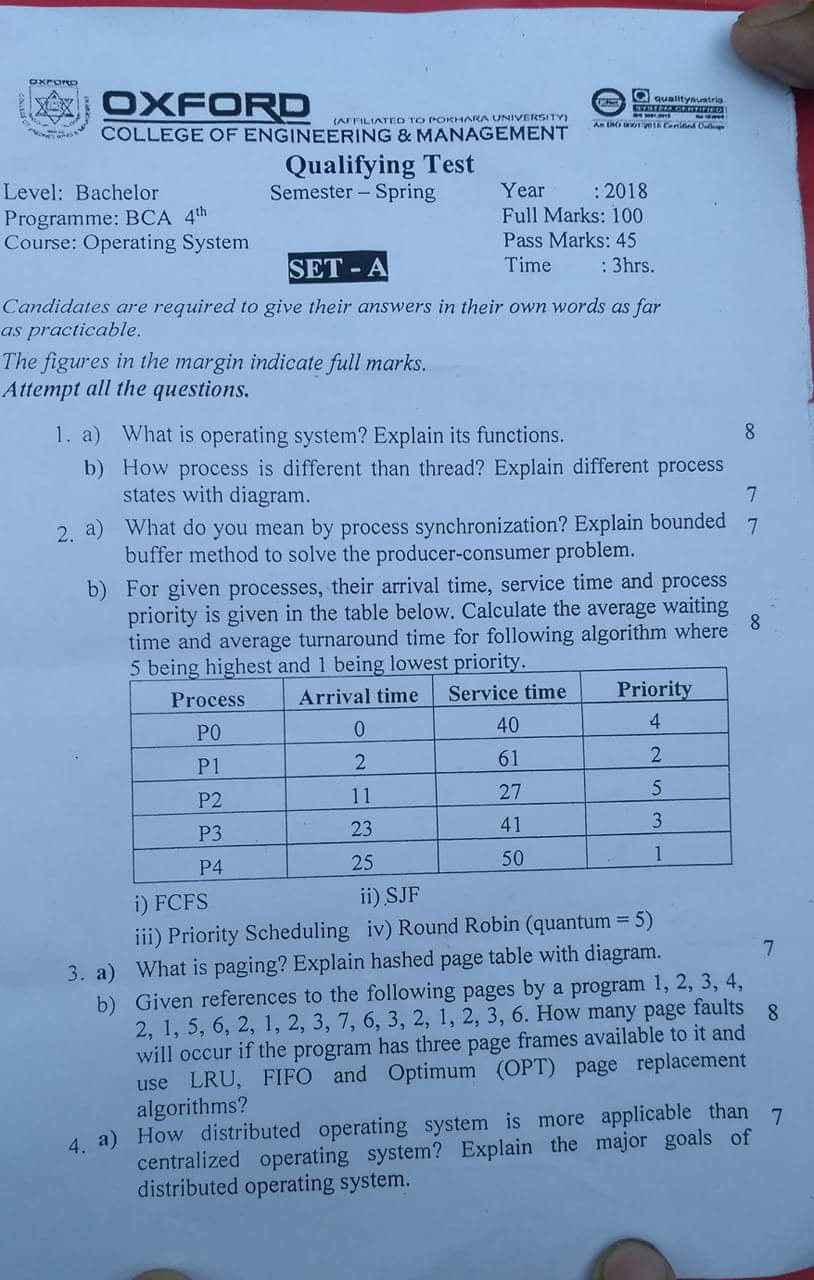 OXFORD
OXFORD
(AFFILIATED TO POKHARA UNIVERSITY)
COLLEGE OF ENGINEERING & MANAGEMENT
qualityaustria
SYSTEM CERTIFIED
Qualifying Test
Level: Bachelor Semester – Spring Year : 2018
Programme: BCA 4th Full Marks: 100
Course: Operating System Pass Marks: 45
SET - A Time : 3hrs.
Candidates are required to give their answers in their own words as far
as practicable.
The figures in the margin indicate full marks.
Attempt all the questions.
1. a) What is operating system? Explain its functions. 8
b) How process is different than thread? Explain different process
states with diagram. 7
2. a) What do you mean by process synchronization? Explain bounded 7
buffer method to solve the producer-consumer problem.
b) For given processes, their arrival time, service time and process
priority is given in the table below. Calculate the average waiting
time and average turnaround time for following algorithm where 8
5 being highest and 1 being lowest priority.
Process Arrival time Service time Priority
P0 0 40 4
P1 2 61 2
P2 11 27 5
P3 23 41 3
P4 25 50 1
i) FCFS ii) SJF
iii) Priority Scheduling iv) Round Robin (quantum = 5)
3. a) What is paging? Explain hashed page table with diagram. 7
b) Given references to the following pages by a program 1, 2, 3, 4,
2, 1, 5, 6, 2, 1, 2, 3, 7, 6, 3, 2, 1, 2, 3, 6. How many page faults 8
will occur if the program has three page frames available to it and
use LRU, FIFO and Optimum (OPT) page replacement
algorithms?
4. a) How distributed operating system is more applicable than 7
centralized operating system? Explain the major goals of
distributed operating system.